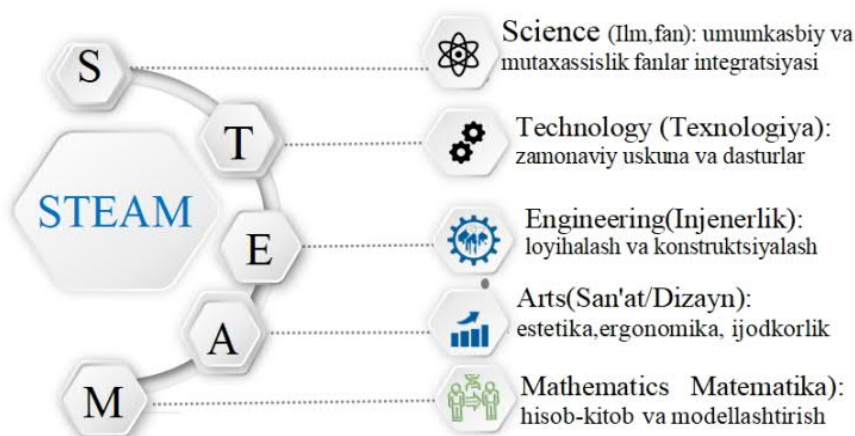 S
Science (Ilm,fan): umumkasbiy va
mutaxassislik fanlar integratsiyasi
T
Technology (Texnologiya):
zamonaviy uskuna va dasturlar
STEAM
E
Engineering(Injenerlik):
loyihalash va konstruktsiyalash
A
Arts(San'at/Dizayn):
estetika,ergonomika, ijodkorlik
M
Mathematics Matematika):
hisob-kitob va modellashtirish